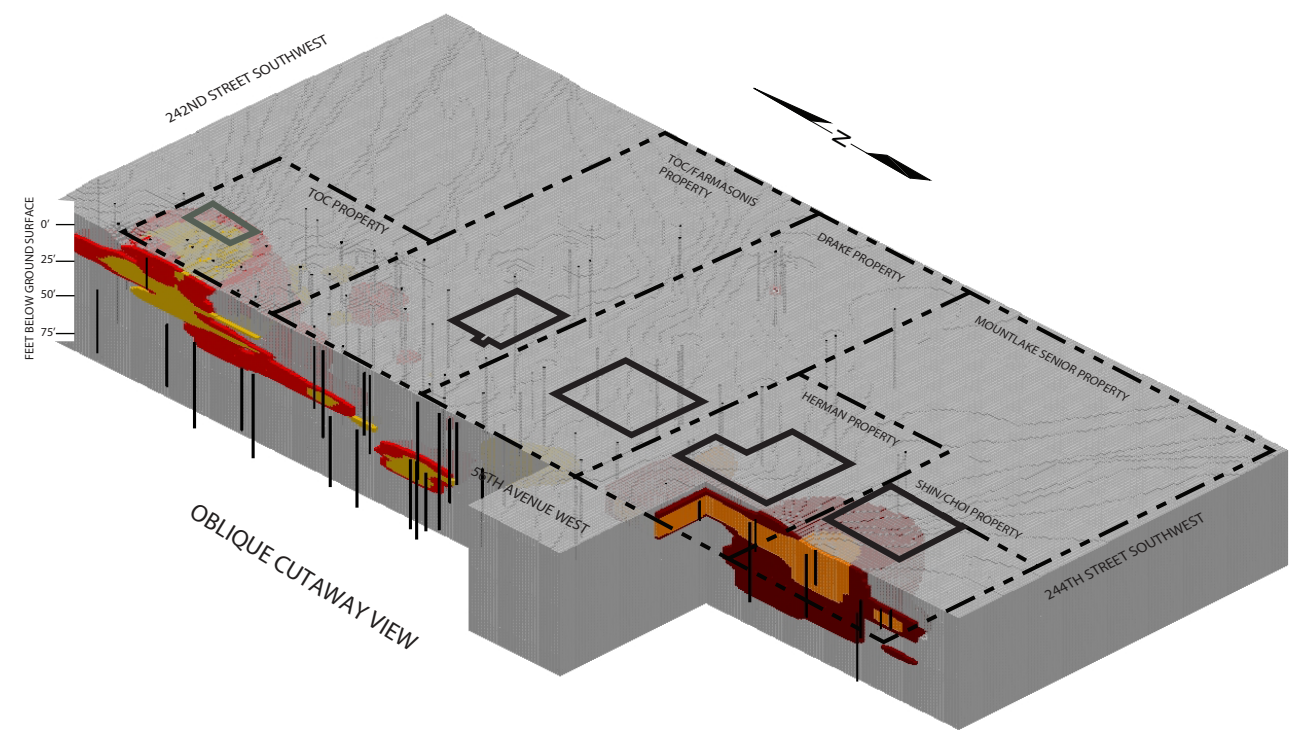 242ND STREET SOUTHWEST
N
TOC/FARMASONIS
PROPERTY
TOC PROPERTY
FEET BELOW GROUND SURFACE
0'
25'
50'
75'
DRAKE PROPERTY
MOUNTLAKE SENIOR PROPERTY
HERMAN PROPERTY
SHIN/CHOI PROPERTY
56TH AVENUE WEST
244TH STREET SOUTHWEST
OBLIQUE CUTAWAY VIEW